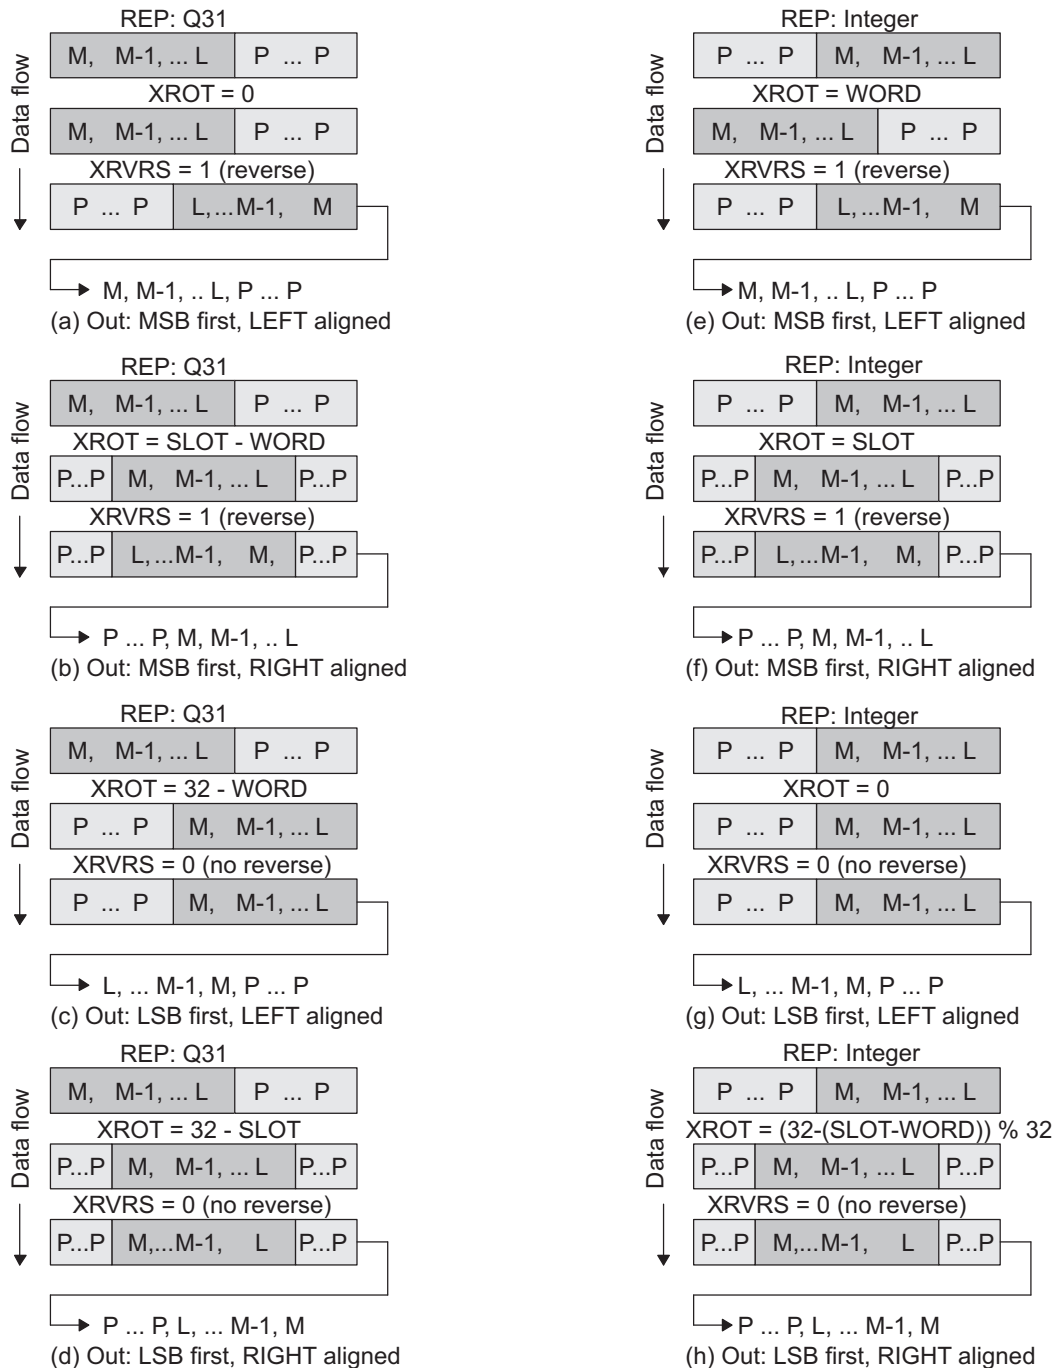 REP: Q31
Data flow
M, M-1, ... L P ... P
XROT = 0
M, M-1, ... L P ... P
XRVRS = 1 (reverse)
P ... P L,...M-1, M
M, M-1, .. L, P ... P
(a) Out: MSB first, LEFT aligned
REP: Q31
Data flow
M, M-1, ... L P ... P
XROT = SLOT - WORD
P...P M, M-1, ... L P...P
XRVRS = 1 (reverse)
P...P L,...M-1, M, P...P
P ... P, M, M-1, .. L
(b) Out: MSB first, RIGHT aligned
REP: Q31
Data flow
M, M-1, ... L P ... P
XROT = 32 - WORD
P ... P M, M-1, ... L
XRVRS = 0 (no reverse)
P ... P M, M-1, ... L
L, ... M-1, M, P ... P
(c) Out: LSB first, LEFT aligned
REP: Q31
Data flow
M, M-1, ... L P ... P
XROT = 32 - SLOT
P...P M, M-1, ... L P...P
XRVRS = 0 (no reverse)
P...P M,...M-1, L P...P
P ... P, L, ... M-1, M
(d) Out: LSB first, RIGHT aligned
REP: Integer
Data flow
P ... P M, M-1, ... L
XROT = WORD
M, M-1, ... L P ... P
XRVRS = 1 (reverse)
P ... P L,...M-1, M
M, M-1, .. L, P ... P
(e) Out: MSB first, LEFT aligned
REP: Integer
Data flow
P ... P M, M-1, ... L
XROT = SLOT
P...P M, M-1, ... L P...P
XRVRS = 1 (reverse)
P...P L,...M-1, M, P...P
P ... P, M, M-1, .. L
(f) Out: MSB first, RIGHT aligned
REP: Integer
Data flow
P ... P M, M-1, ... L
XROT = 0
P ... P M, M-1, ... L
XRVRS = 0 (no reverse)
P ... P M, M-1, ... L
L, ... M-1, M, P ... P
(g) Out: LSB first, LEFT aligned
REP: Integer
Data flow
P ... P M, M-1, ... L
XROT = (32-(SLOT-WORD)) % 32
P...P M, M-1, ... L P...P
XRVRS = 0 (no reverse)
P...P M,...M-1, L P...P
P ... P, L, ... M-1, M
(h) Out: LSB first, RIGHT aligned